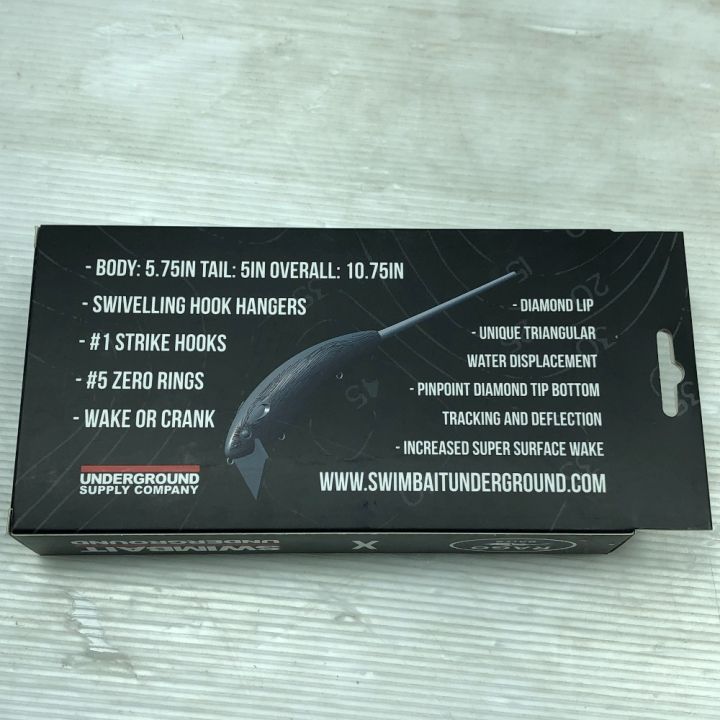 - BODY: 5.75IN TAIL: 5IN OVERALL: 10.75IN
- SWIVELLING HOOK HANGERS
- #1 STRIKE HOOKS
- #5 ZERO RINGS
- WAKE OR CRANK
- DIAMOND LIP
- UNIQUE TRIANGULAR
WATER DISPLACEMENT
- PINPOINT DIAMOND TIP BOTTOM
TRACKING AND DEFLECTION
- INCREASED SUPER SURFACE WAKE
UNDERGROUND
SUPPLY COMPANY
WWW.SWIMBAITUNDERGROUND.COM
RAGO
BAITS
X
SWIMBAIT
UNDERGROUND